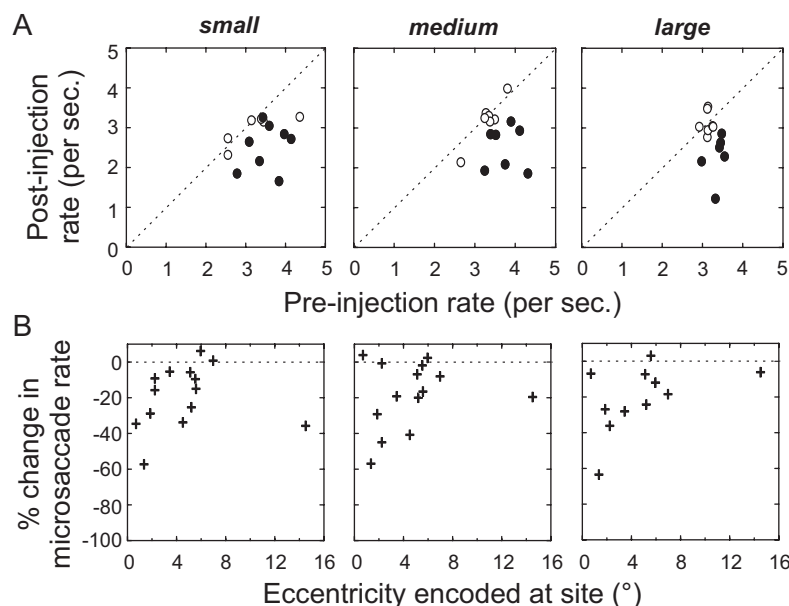 A
small medium large
Post-injection
rate (per sec.)
5
4
3
2
1
0
0 1 2 3 4 5 0 1 2 3 4 5 0 1 2 3 4 5
Pre-injection rate (per sec.)
B
% change in
microsaccade rate
0
-20
-40
-60
-80
-100
0 4 8 12 16 0 4 8 12 16 0 4 8 12 16
Eccentricity encoded at site (°)